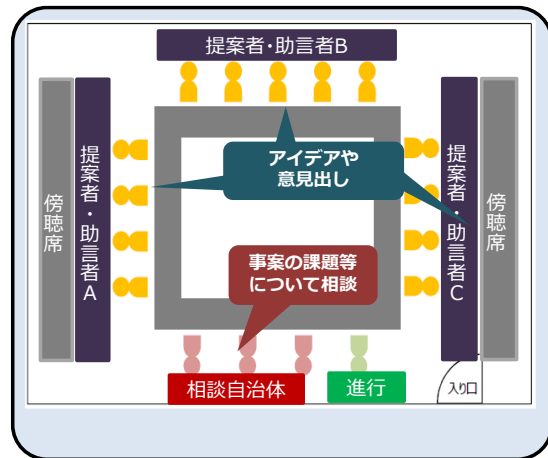 提案者・助言者B
傍聴席
提案者・助言者A
アイデアや
意見出し
提案者・助言者C
傍聴席
事案の課題等
について相談
相談自治体
進行
入り口